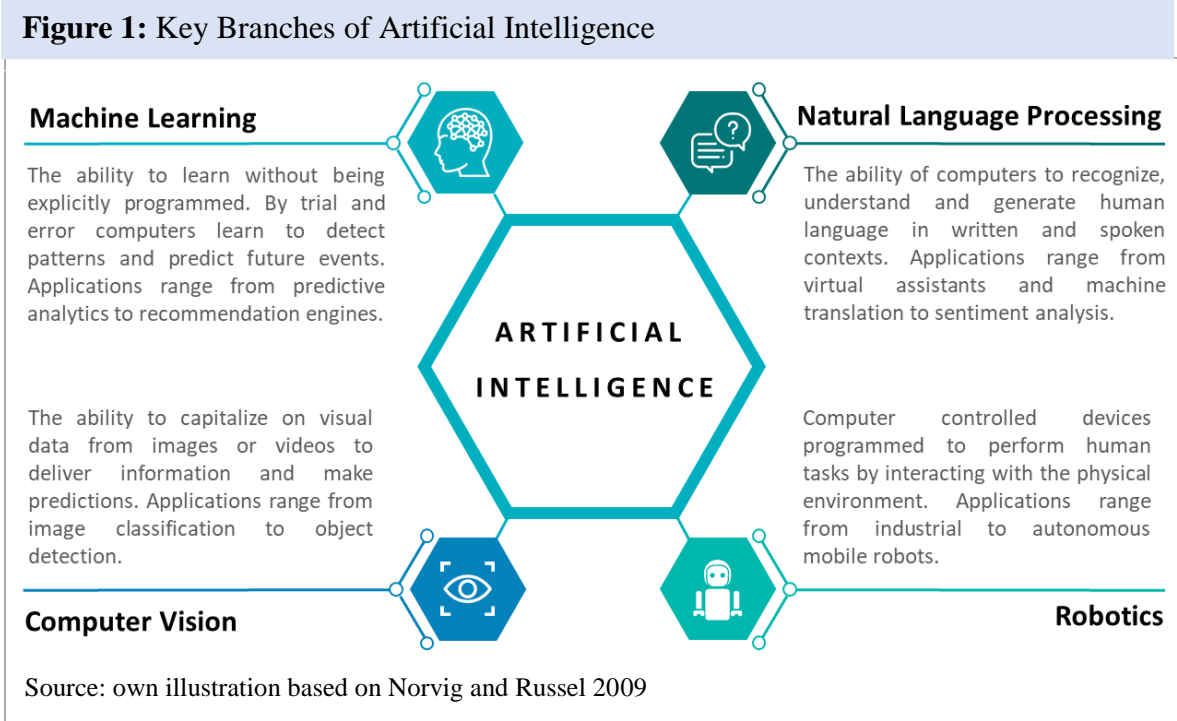 Figure 1: Key Branches of Artificial Intelligence
Machine Learning
The ability to learn without being
explicitly programmed. By trial and
error computers learn to detect
patterns and predict future events.
Applications range from predictive
analytics to recommendation engines.
Natural Language Processing
?
The ability of computers to recognize,
understand and generate human
language in written and spoken
contexts. Applications range from
virtual assistants and machine
translation to sentiment analysis.
ARTIFICIAL
INTELLIGENCE
The ability to capitalize on visual
data from images or videos to
deliver information and make
predictions. Applications range from
image classification to object
detection.
Computer Vision
Computer controlled devices
programmed to perform human
tasks by interacting with the physical
environment. Applications range
from industrial to autonomous
mobile robots.
Robotics
Source: own illustration based on Norvig and Russel 2009